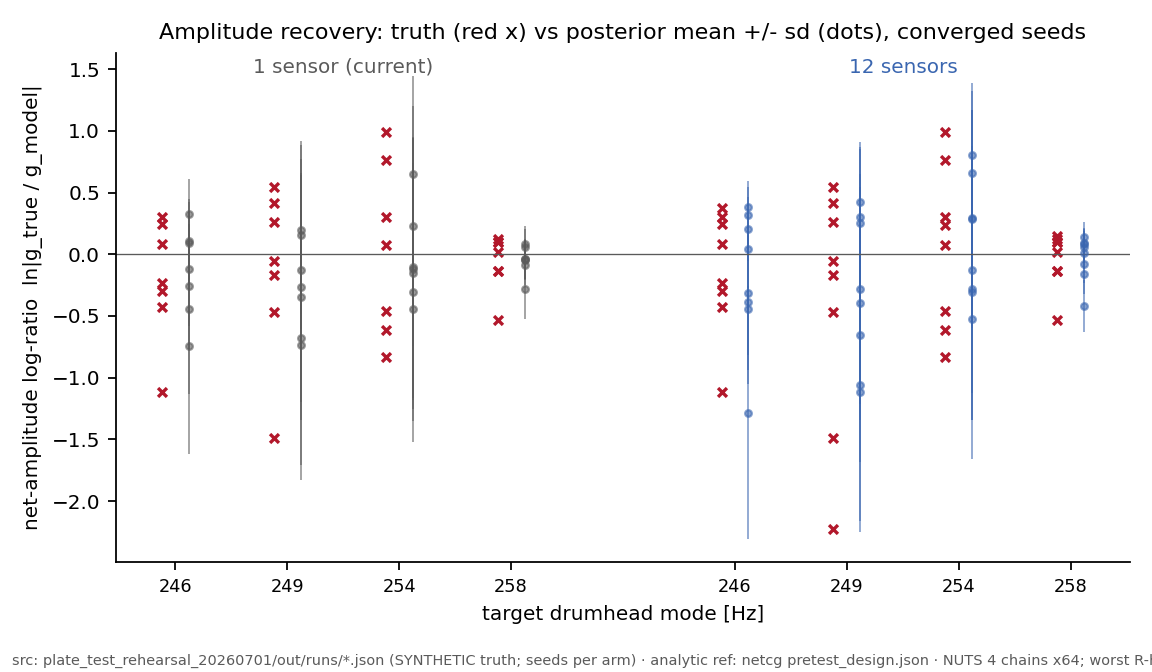 Amplitude recovery: truth (red x) vs posterior mean +/- sd (dots), converged seeds
1 sensor (current)
12 sensors
net-amplitude log-ratio ln|g_true / g_model|
1.5
1.0
0.5
0.0
−0.5
−1.0
−1.5
−2.0
246
249
254
258
246
249
254
258
target drumhead mode [Hz]
src: plate_test_rehearsal_20260701/out/runs/*.json (SYNTHETIC truth; seeds per arm) · analytic ref: netcg pretest_design.json · NUTS 4 chains x64; worst